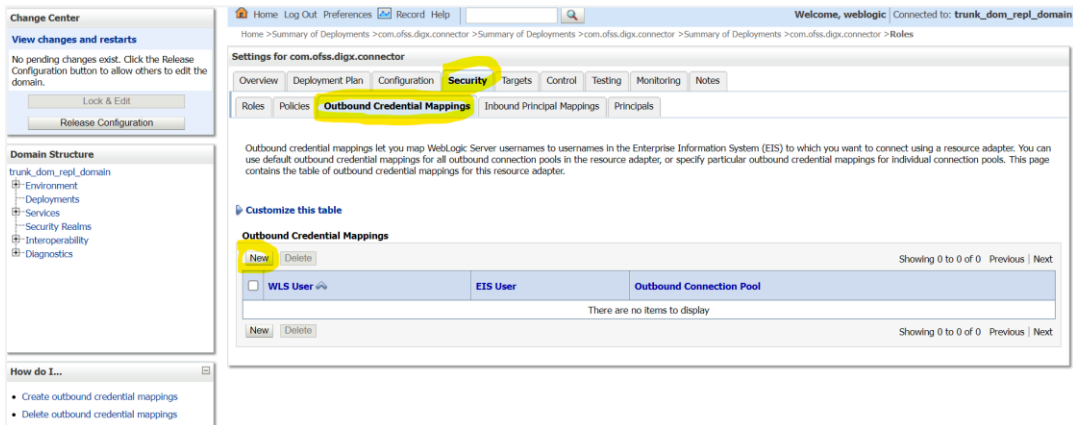 Change Center
View changes and restarts
No pending changes exist. Click the Release
Configuration button to allow others to edit the
domain.
Lock & Edit
Release Configuration
Domain Structure
trunk_dom_repl_domain
Environment
Deployments
Services
Security Realms
Interoperability
Diagnostics
How do I...
Create outbound credential mappings
Delete outbound credential mappings
Home Log Out Preferences Record Help
Welcome, weblogic Connected to: trunk_dom_repl_domain
Home >Summary of Deployments >com.ofss.digx.connector >Summary of Deployments >com.ofss.digx.connector >Summary of Deployments >com.ofss.digx.connector >Roles
Settings for com.ofss.digx.connector
Overview Deployment Plan Configuration Security Targets Control Testing Monitoring Notes
Roles Policies Outbound Credential Mappings Inbound Principal Mappings Principals
Outbound credential mappings let you map WebLogic Server usernames to usernames in the Enterprise Information System (EIS) to which you want to connect using a resource adapter. You can
use default outbound credential mappings for all outbound connection pools in the resource adapter, or specify particular outbound credential mappings for individual connection pools. This page
contains the table of outbound credential mappings for this resource adapter.
Customize this table
Outbound Credential Mappings
New Delete Showing 0 to 0 of 0 Previous | Next
WLS User EIS User Outbound Connection Pool
There are no items to display
New Delete Showing 0 to 0 of 0 Previous | Next